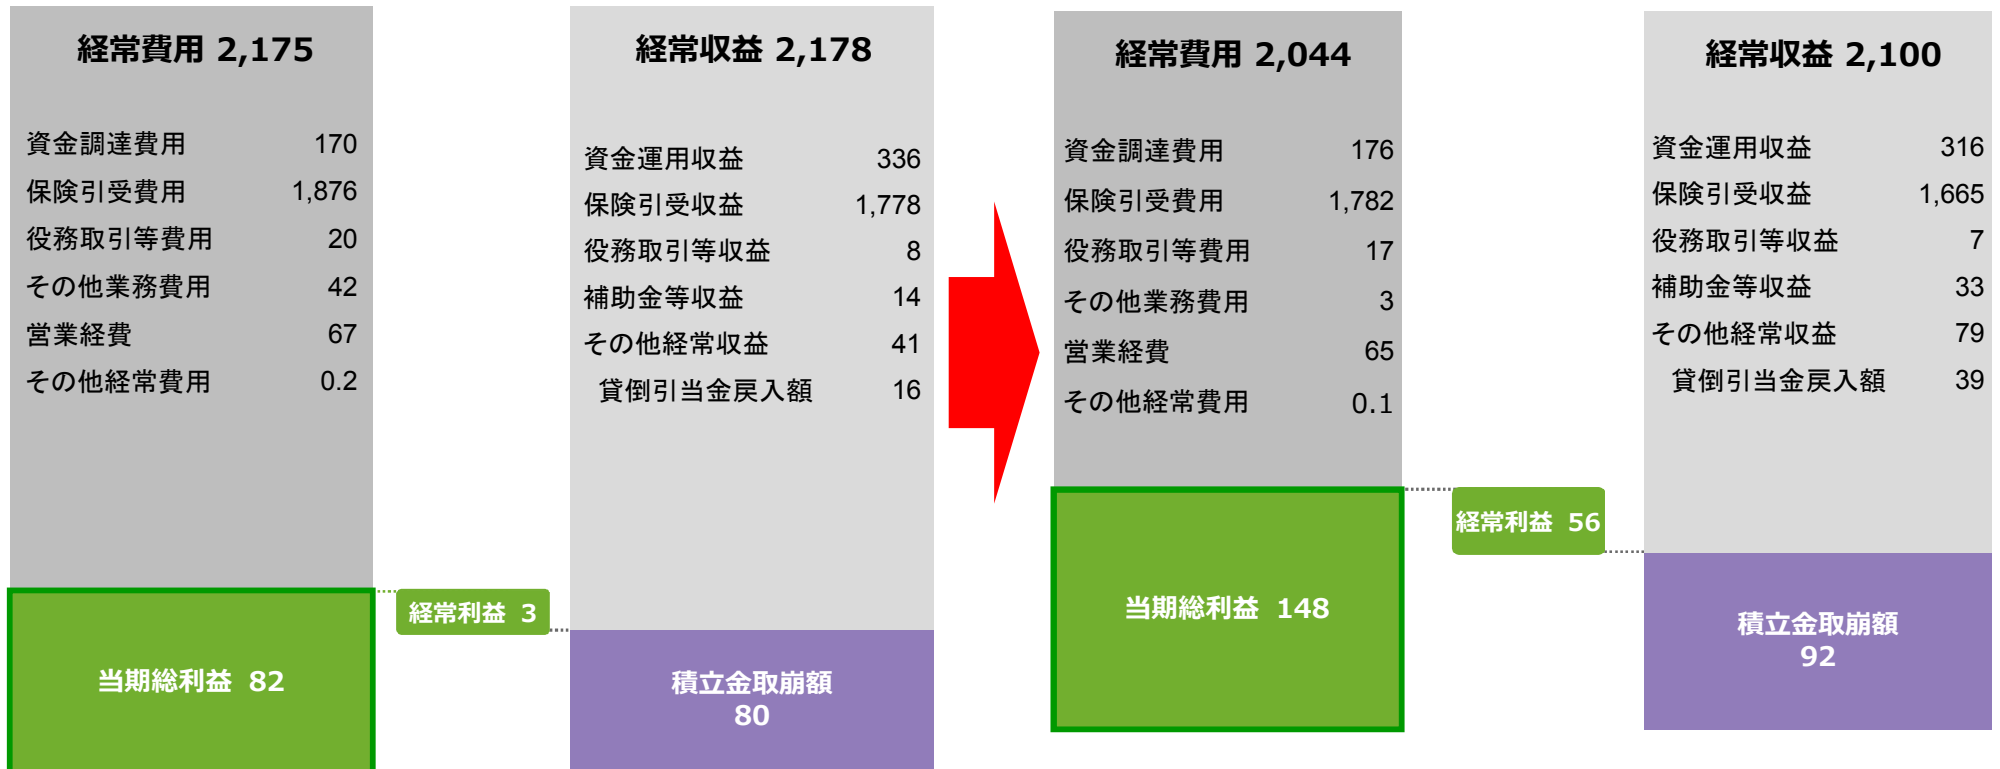 経常費用 2,175
資金調達費用 170
保険引受費用 1,876
役務取引等費用 20
その他業務費用 42
営業経費 67
その他経常費用 0.2
当期総利益 82
経常利益 3
経常収益 2,178
資金運用収益 336
保険引受収益 1,778
役務取引等収益 8
補助金等収益 14
その他経常収益 41
貸倒引当金戻入額 16
積立金取崩額
80
経常費用 2,044
資金調達費用 176
保険引受費用 1,782
役務取引等費用 17
その他業務費用 3
営業経費 65
その他経常費用 0.1
当期総利益 148
経常利益 56
経常収益 2,100
資金運用収益 316
保険引受収益 1,665
役務取引等収益 7
補助金等収益 33
その他経常収益 79
貸倒引当金戻入額 39
積立金取崩額
92